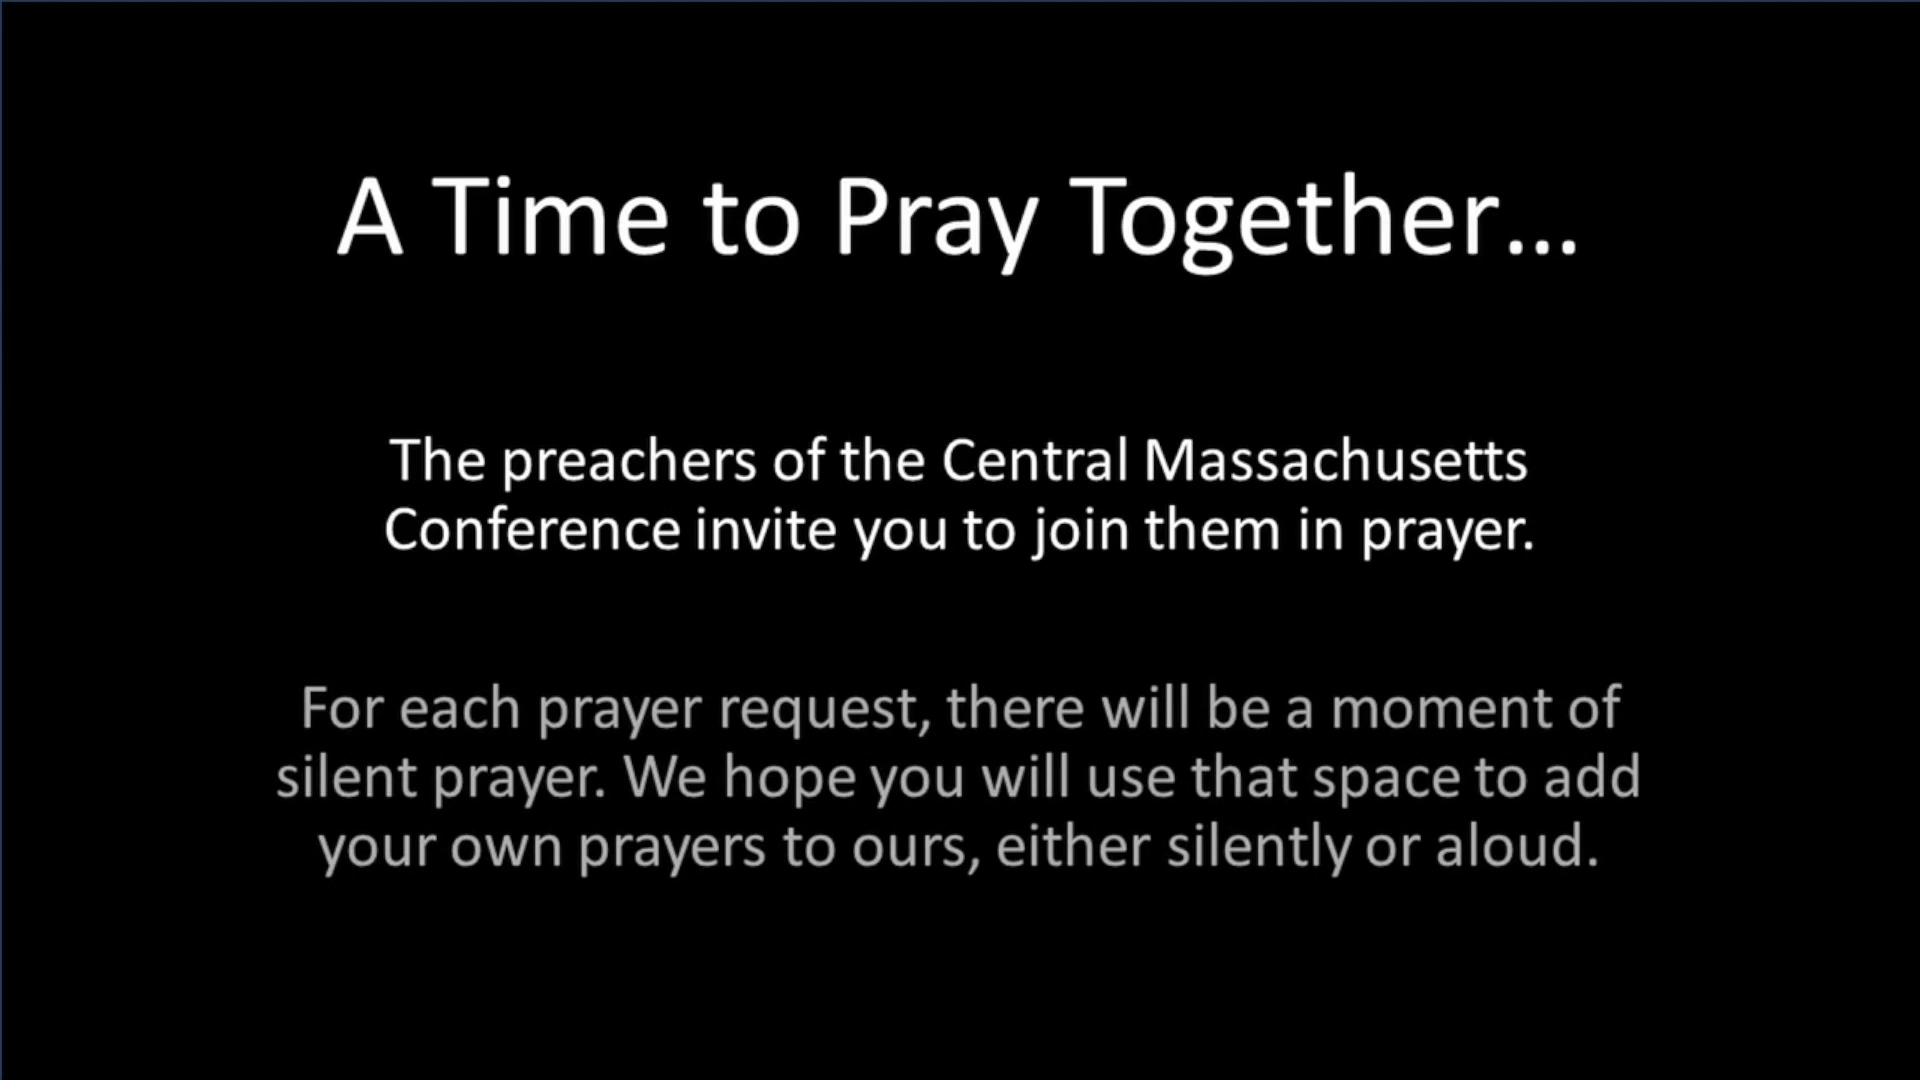 A Time to Pray Together...
The preachers of the Central Massachusetts
Conference invite you to join them in prayer.
For each prayer request, there will be a moment of
silent prayer. We hope you will use that space to add
your own prayers to ours, either silently or aloud.